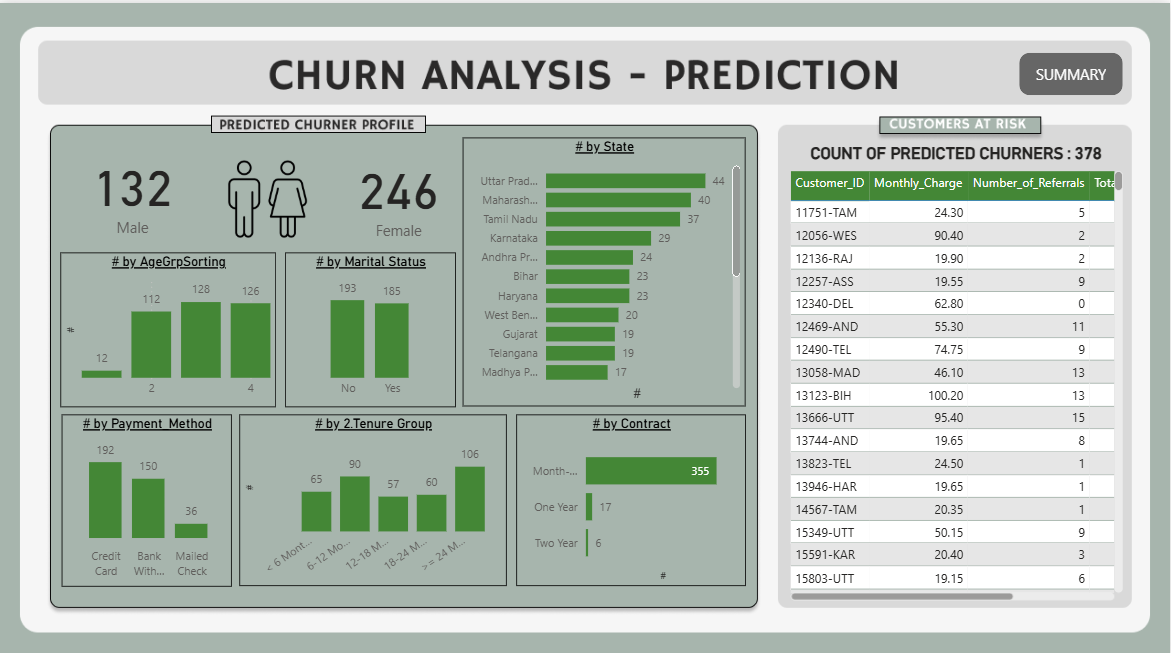 CHURN ANALYSIS - PREDICTION
SUMMARY
PREDICTED CHURNER PROFILE
132
Male
246
Female
# by State
Uttar Prad... 44
Maharash... 40
Tamil Nadu 37
Karnataka 29
Andhra Pr... 24
Bihar 23
Haryana 23
West Ben... 20
Gujarat 19
Telangana 19
Madhya P... 17
#
# by AgeGrpSorting
#
12 112 128 126
2 4
# by Marital Status
193 185
No Yes
# by Payment_Method
192 150 36
Credit Card Bank With... Mailed Check
# by 2.Tenure Group
#
65 90 57 60 106
< 6 Mont... 6-12 Mo... 12-18 M... 18-24 M... >= 24 M...
# by Contract
Month-... 355
One Year 17
Two Year 6
#
CUSTOMERS AT RISK
COUNT OF PREDICTED CHURNERS : 378
Customer_ID Monthly_Charge Number_of_Referrals Tota
11751-TAM 24.30 5
12056-WES 90.40 2
12136-RAJ 19.90 2
12257-ASS 19.55 9
12340-DEL 62.80 0
12469-AND 55.30 11
12490-TEL 74.75 9
13058-MAD 46.10 13
13123-BIH 100.20 13
13666-UTT 95.40 15
13744-AND 19.65 8
13823-TEL 24.50 1
13946-HAR 19.65 1
14567-TAM 20.35 1
15349-UTT 50.15 9
15591-KAR 20.40 3
15803-UTT 19.15 6